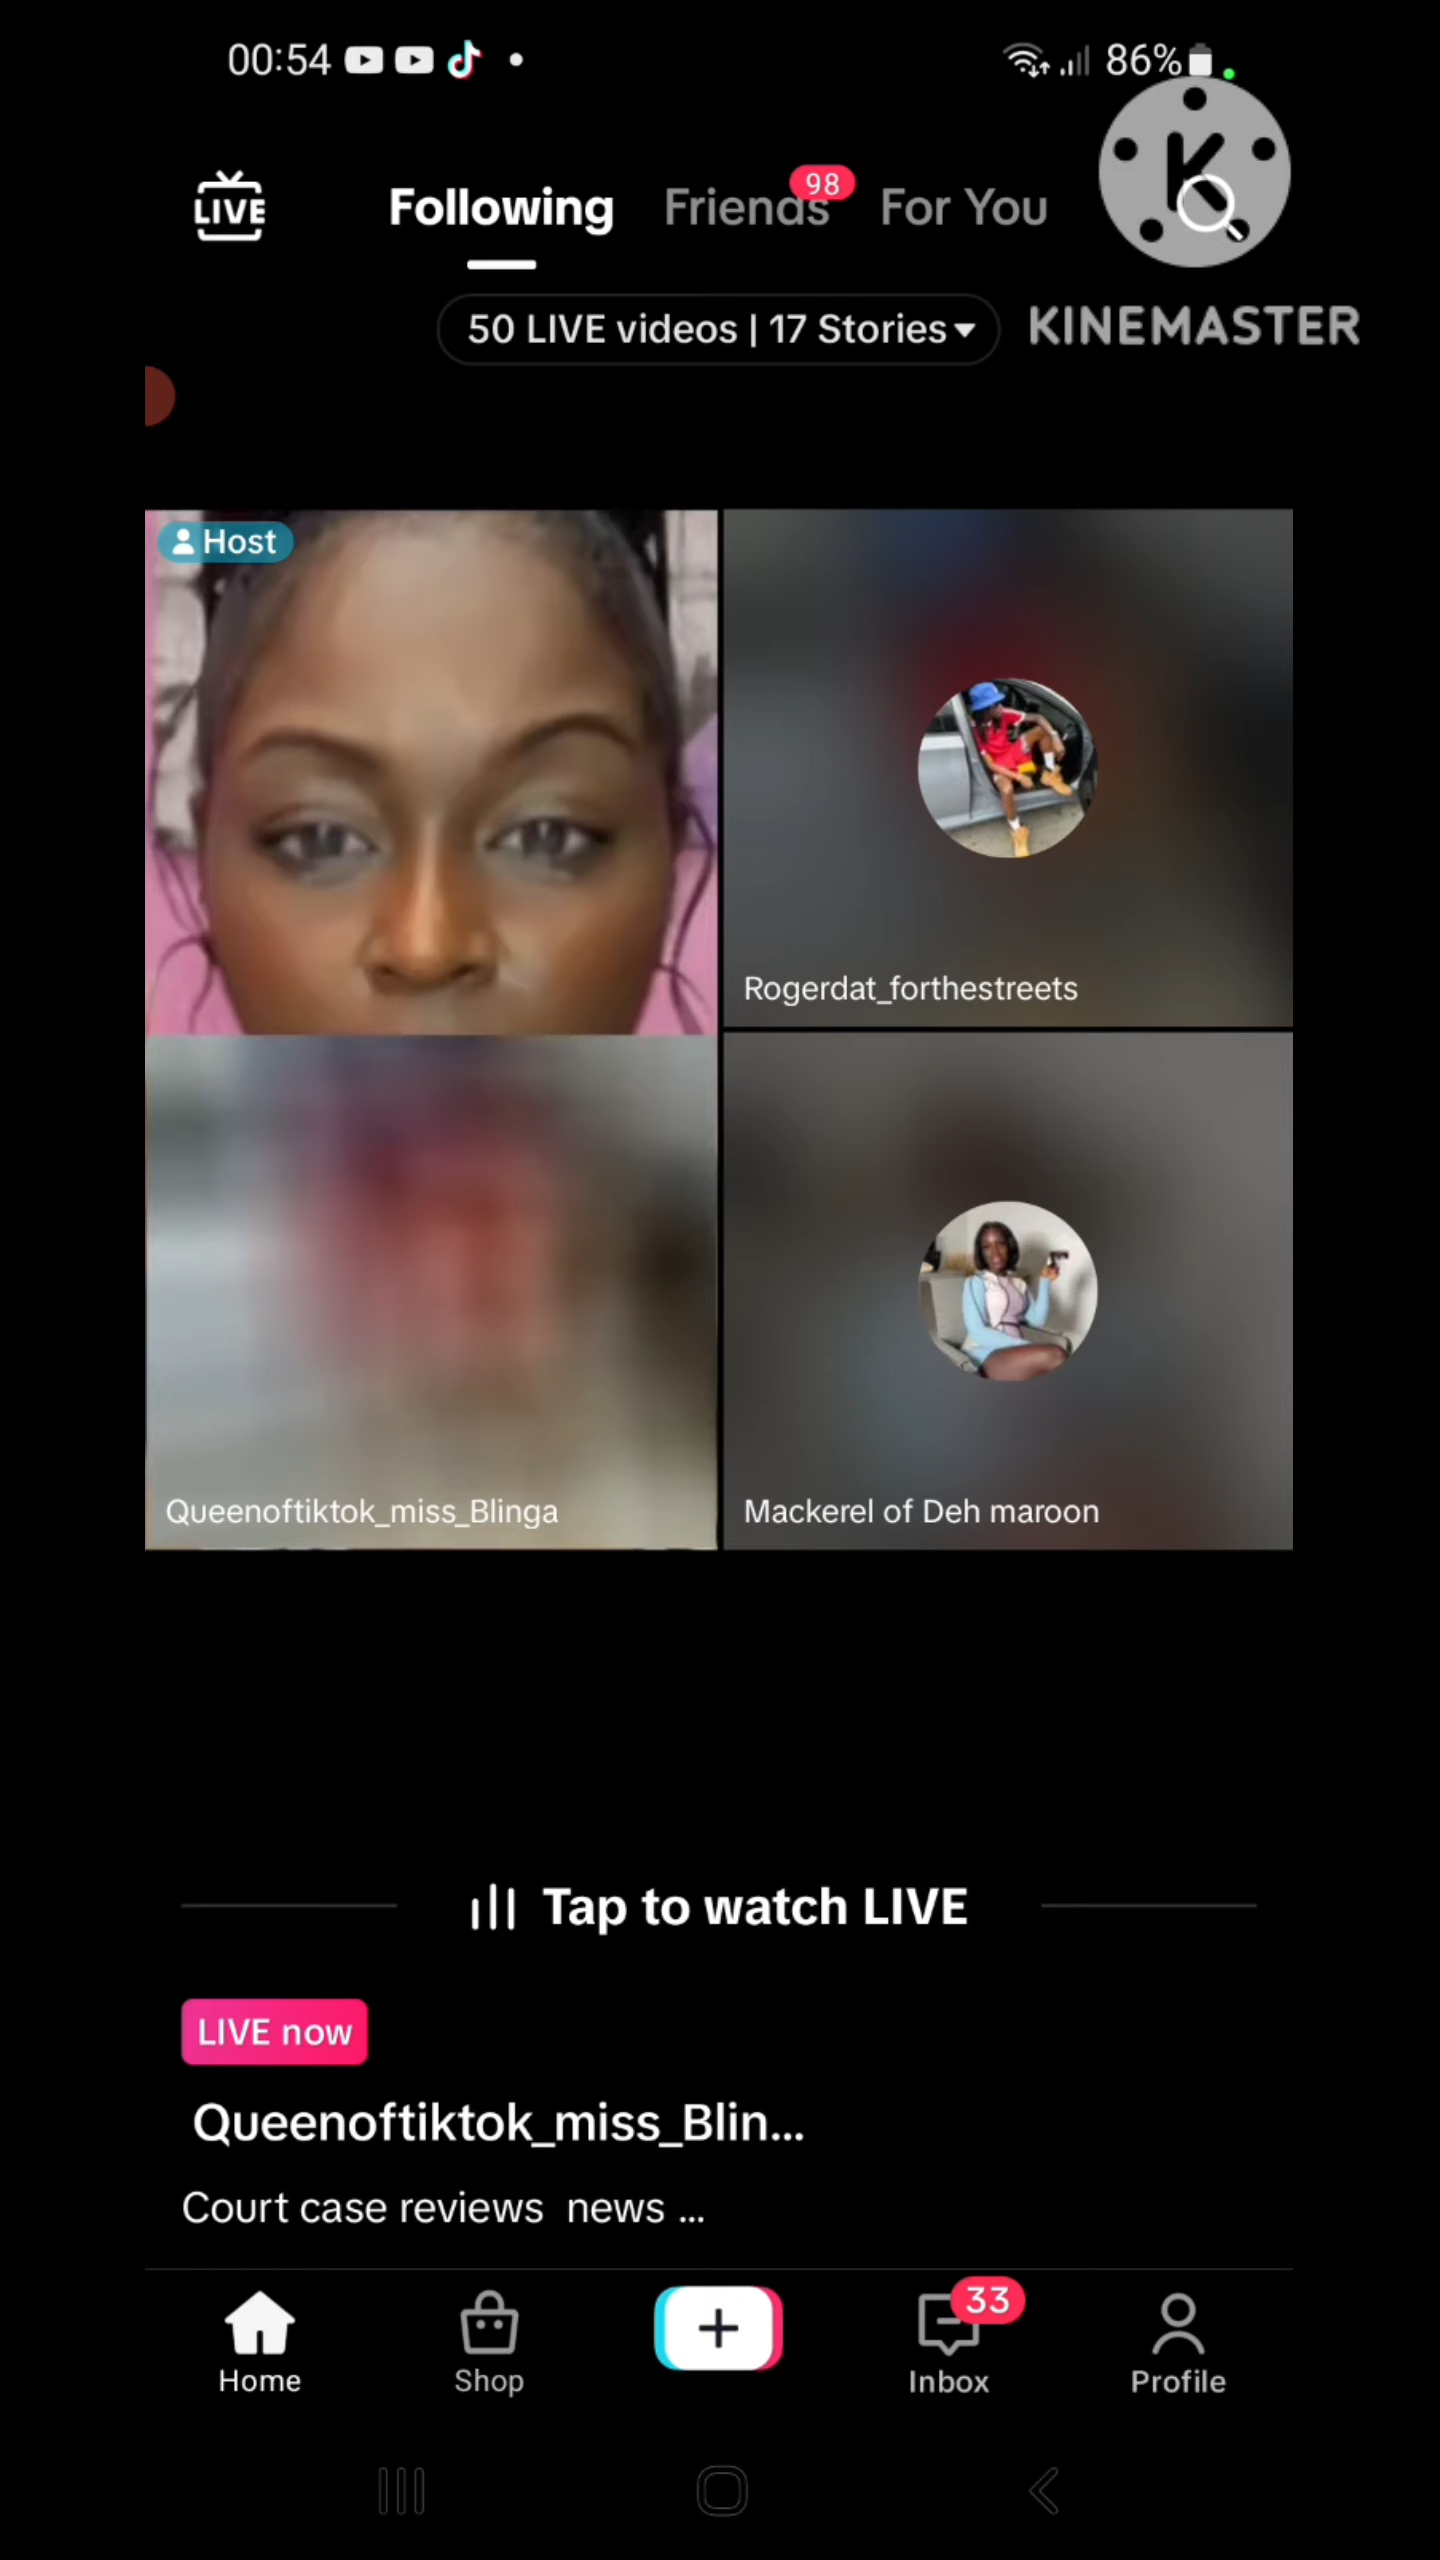 00:54
86%
LIVE
Following
Friends
98
For You
K
50 LIVE videos | 17 Stories
KINEMASTER
Host
Rogerdat_forthestreets
Queenoftiktok_miss_Blinga
Mackerel of Deh maroon
Tap to watch LIVE
LIVE now
Queenoftiktok_miss_Blin...
Court case reviews news ...
Home
Shop
33
Inbox
Profile